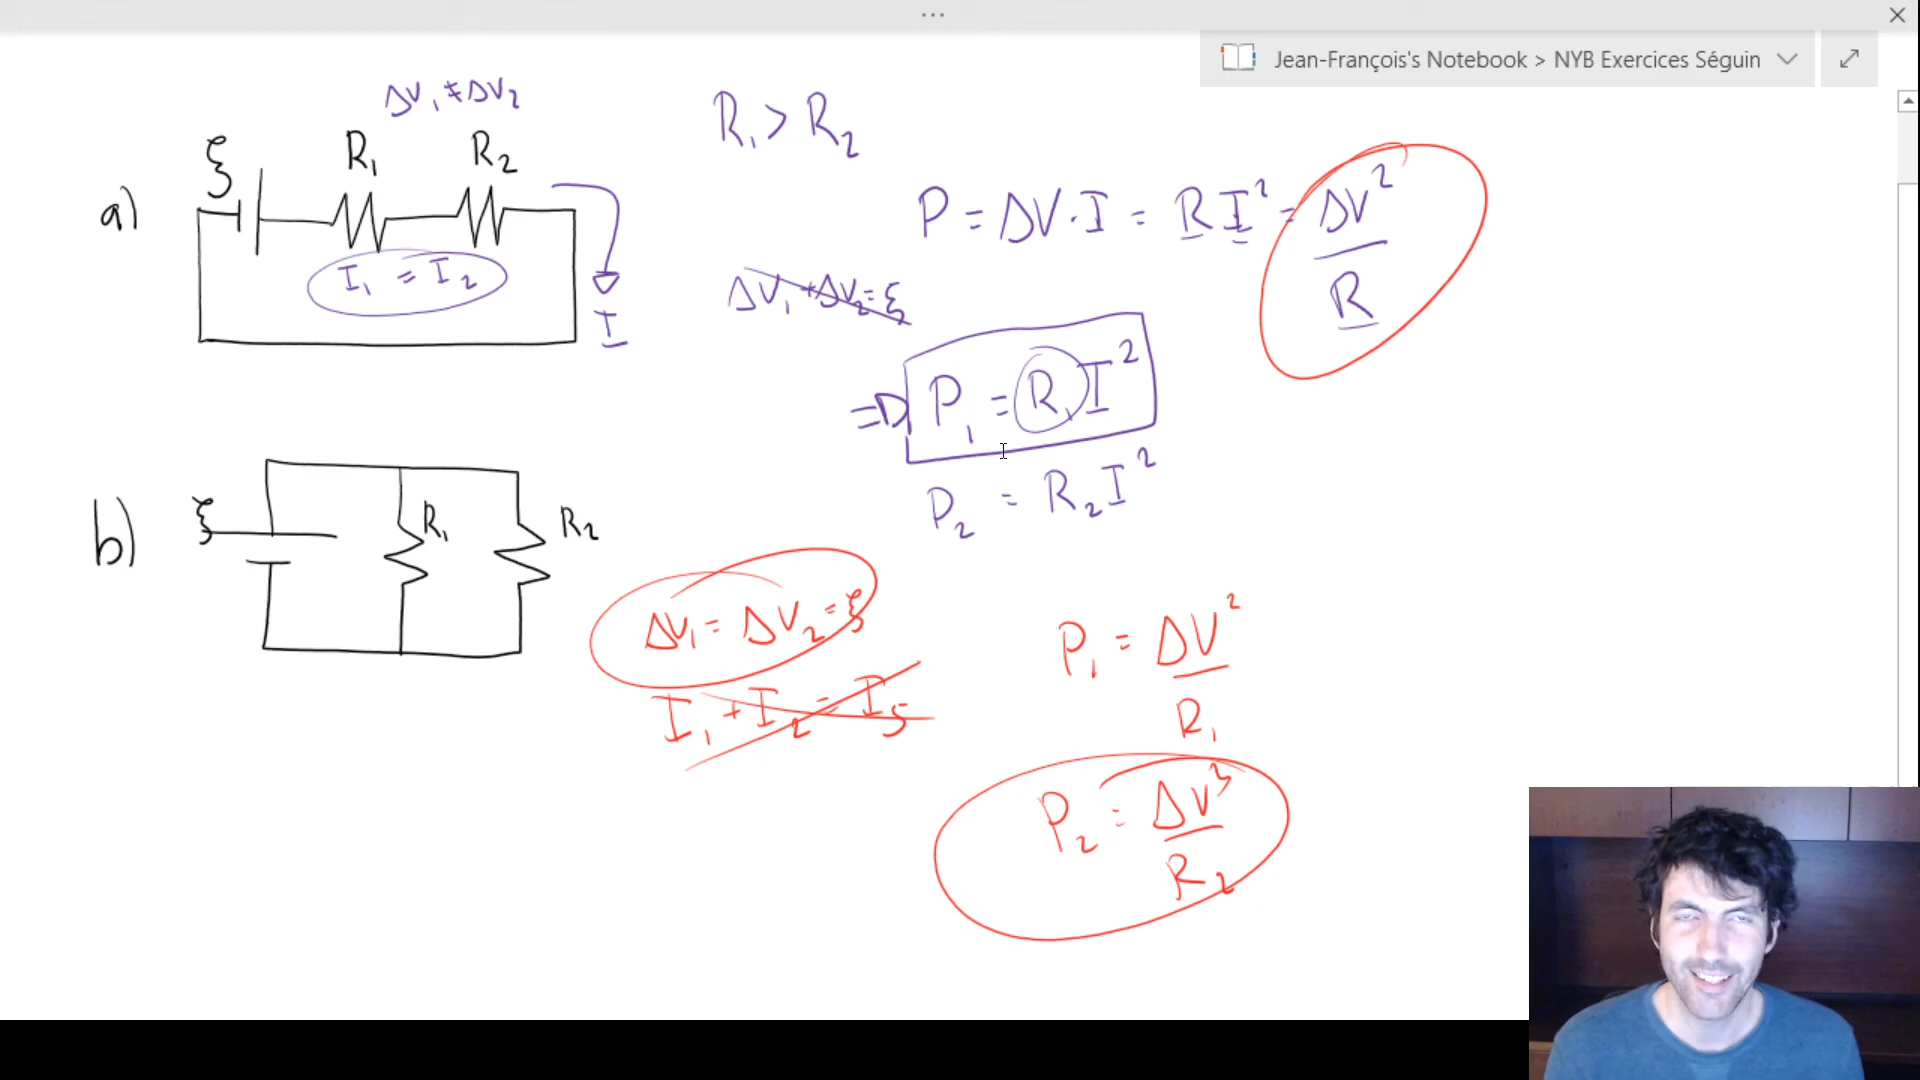 Jean-François's Notebook > NYB Exercices Séguin
ΔV₁ ≠ ΔV₂
R₁ > R₂
a)
ξ
R₁
R₂
I₁ = I₂
I
P = ΔV·I = RI² = ΔV²/R
ΔV₁ + ΔV₂ = ξ
=D P₁ = R₁I²
P₂ = R₂I²
b)
ξ
R₁
R₂
ΔV₁ = ΔV₂ = ξ
I₁ + I₂ = Iξ
P₁ = ΔV²/R₁
P₂ = ΔV²/R₂